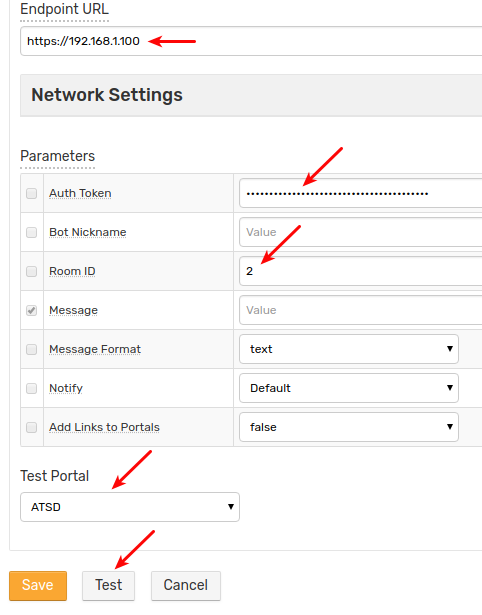 Endpoint URL
https://192.168.1.100
Network Settings
Parameters
Auth Token ••••••••••••••••••••••••••••••••••••••••
Bot Nickname Value
Room ID 2
Message Value
Message Format text
Notify Default
Add Links to Portals false
Test Portal
ATSD
Save Test Cancel